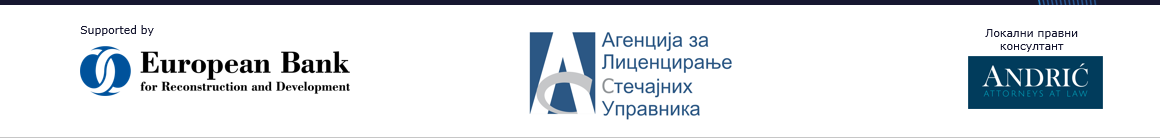 Supported by
European Bank
for Reconstruction and Development
Агенција за
Лиценцирање
Стечајних
Управника
Локални правни
консултант
ANDRIĆ
ATTORNEYS AT LAW